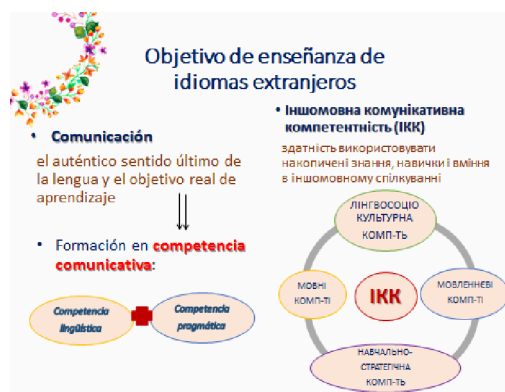 Objetivo de enseñanza de
idiomas extranjeros
• Comunicación
el auténtico sentido último de
la lengua y el objetivo real de
aprendizaje
• Formación en competencia
comunicativa:
Competencia
lingüística
Competencia
pragmática
• Іншомовна комунікативна
компетентність (ІКК)
здатність використовувати
накопичені знання, навички і вміння
в іншомовному спілкуванні
ЛІНГВОСОЦІО
КУЛЬТУРНА
КОМП-ТЬ
МОВНІ
КОМП-ТІ
ІКК
МОВЛЕННЄВІ
КОМП-ТІ
НАВЧАЛЬНО-
СТРАТЕГІЧНА
КОМП-ТЬ